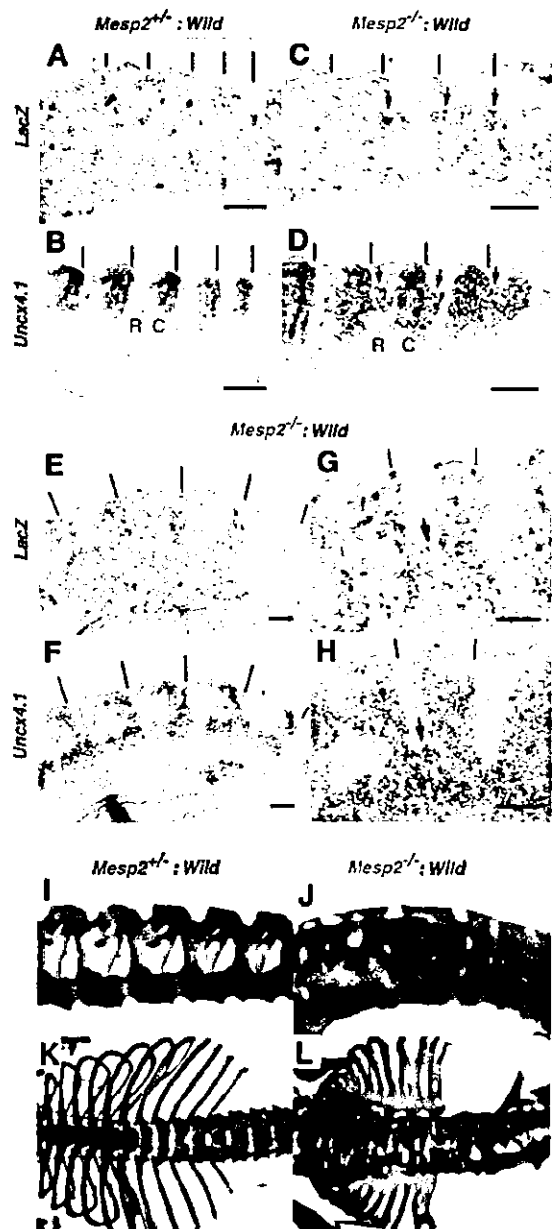 Mesp2+/- : Wild Mesp2-/- : Wild
A C
LacZ
B D
Uncx4.1
R C R C
Mesp2-/- : Wild
E G
LacZ
F H
Uncx4.1
Mesp2+/- : Wild Mesp2-/- : Wild
I J
K L